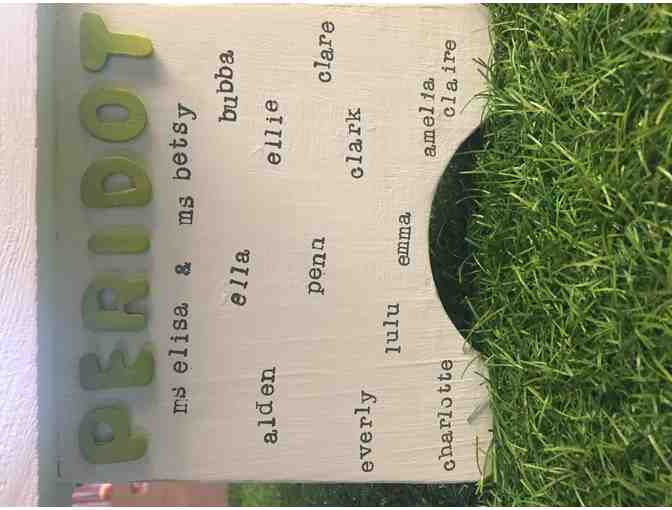 PERIDOT
ms elisa & ms betsy
ella bubba
alden ellie
penn clare
everly clark
lulu emma amelia
charlotte claire